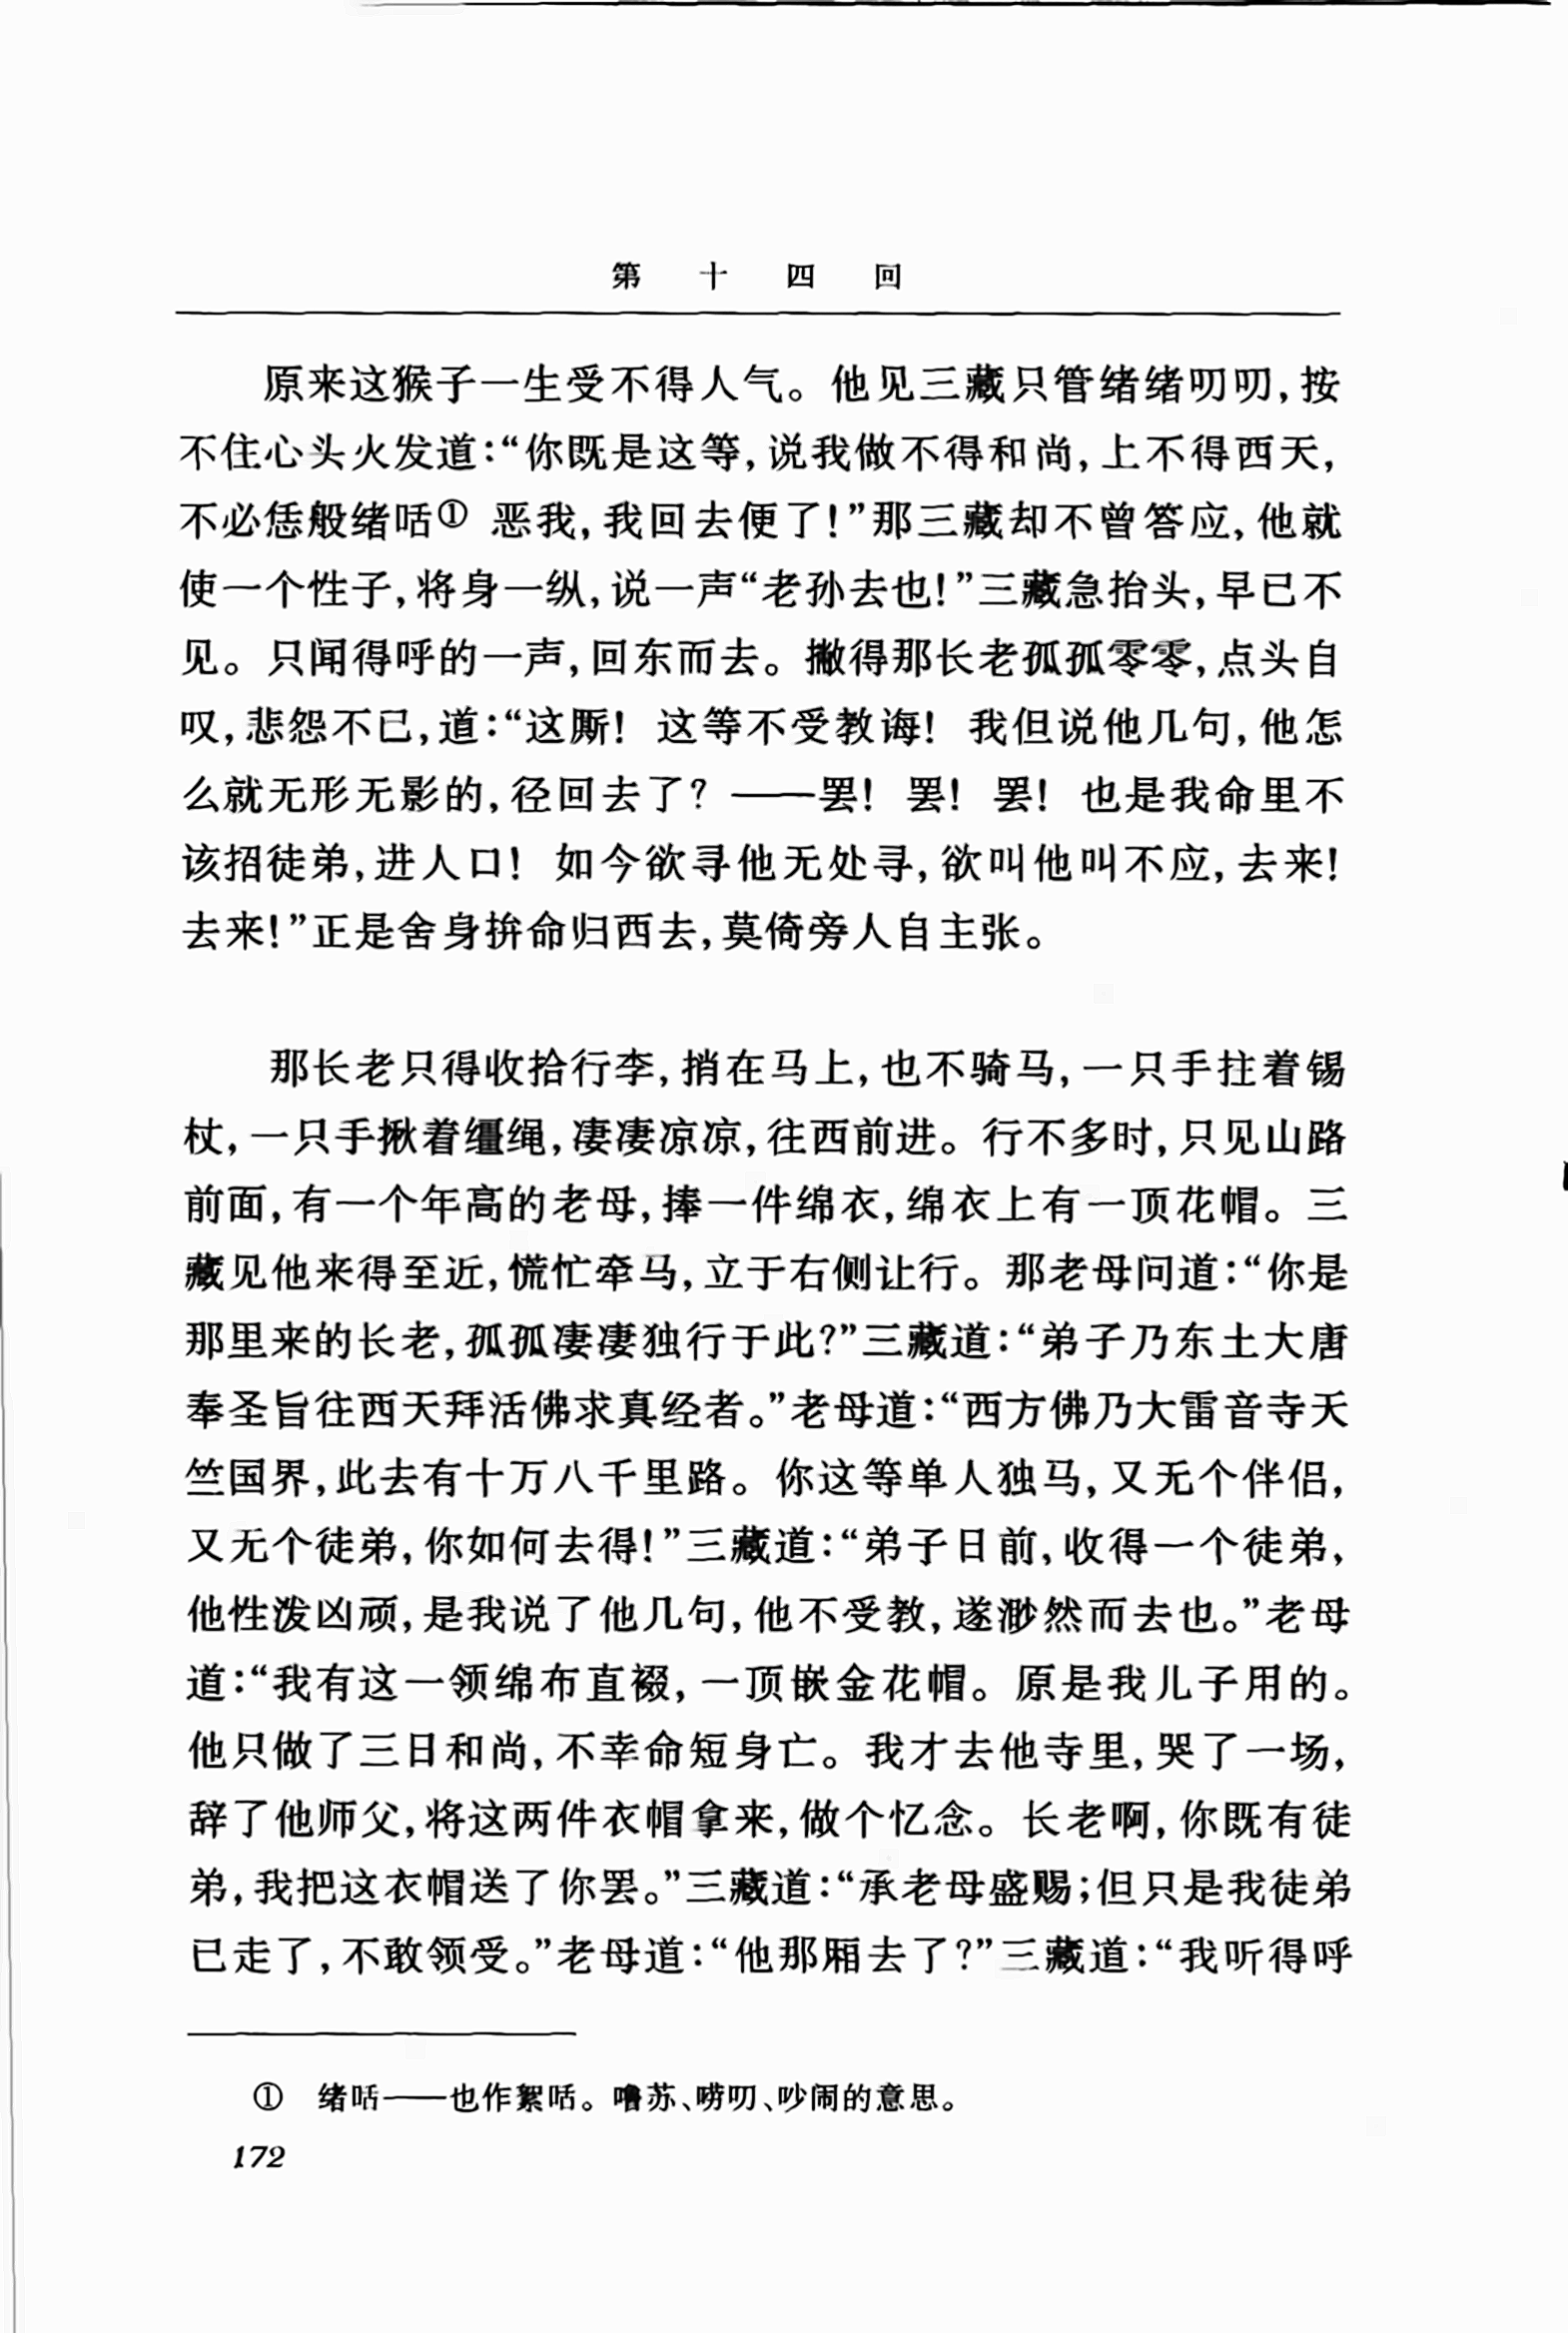 第十四回
原来这猴子一生受不得人气。他见三藏只管绪绪叨叨,按
不住心头火发道:“你既是这等,说我做不得和尚,上不得西天,
不必恁般绪咶① 恶我,我回去便了!”那三藏却不曾答应,他就
使一个性子,将身一纵,说一声“老孙去也!”三藏急抬头,早已不
见。只闻得呼的一声,回东而去。撇得那长老孤孤零零,点头自
叹,悲怨不已,道:“这厮! 这等不受教诲! 我但说他几句,他怎
么就无形无影的,径回去了? ——罢! 罢! 罢! 也是我命里不
该招徒弟,进人口! 如今欲寻他无处寻,欲叫他叫不应,去来!
去来!”正是舍身拚命归西去,莫倚旁人自主张。
那长老只得收拾行李,捎在马上,也不骑马,一只手拄着锡
杖,一只手揪着缰绳,凄凄凉凉,往西前进。行不多时,只见山路
前面,有一个年高的老母,捧一件绵衣,绵衣上有一顶花帽。三
藏见他来得至近,慌忙牵马,立于右侧让行。那老母问道:“你是
那里来的长老,孤孤凄凄独行于此?”三藏道:“弟子乃东土大唐
奉圣旨往西天拜活佛求真经者。”老母道:“西方佛乃大雷音寺天
竺国界,此去有十万八千里路。你这等单人独马,又无个伴侣,
又无个徒弟,你如何去得!”三藏道:“弟子日前,收得一个徒弟,
他性泼凶顽,是我说了他几句,他不受教,遂渺然而去也。”老母
道:“我有这一领绵布直裰,一顶嵌金花帽。原是我儿子用的。
他只做了三日和尚,不幸命短身亡。我才去他寺里,哭了一场,
辞了他师父,将这两件衣帽拿来,做个忆念。长老啊,你既有徒
弟,我把这衣帽送了你罢。”三藏道:“承老母盛赐;但只是我徒弟
已走了,不敢领受。”老母道:“他那厢去了?”三藏道:“我听得呼
① 绪咶——也作絮咶。噜苏、唠叨、吵闹的意思。
172